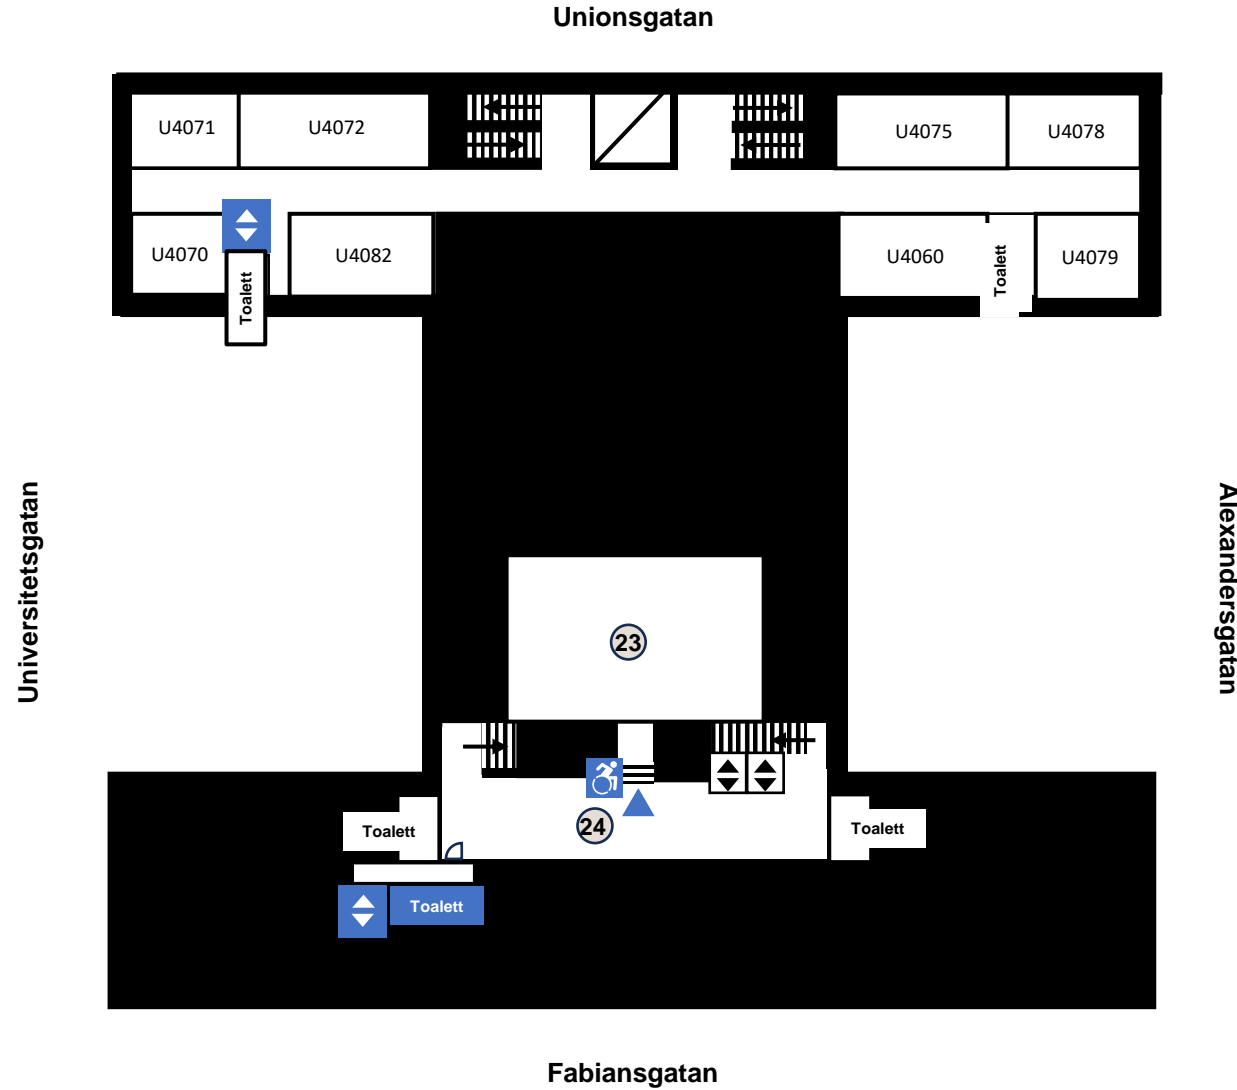 Unionsgatan
U4071
U4072
U4075
U4078
U4070
U4082
U4060
U4079
Toalett
Toalett
Universitetsgatan
Alexandersgatan
23
24
Toalett
Toalett
Toalett
Fabiansgatan